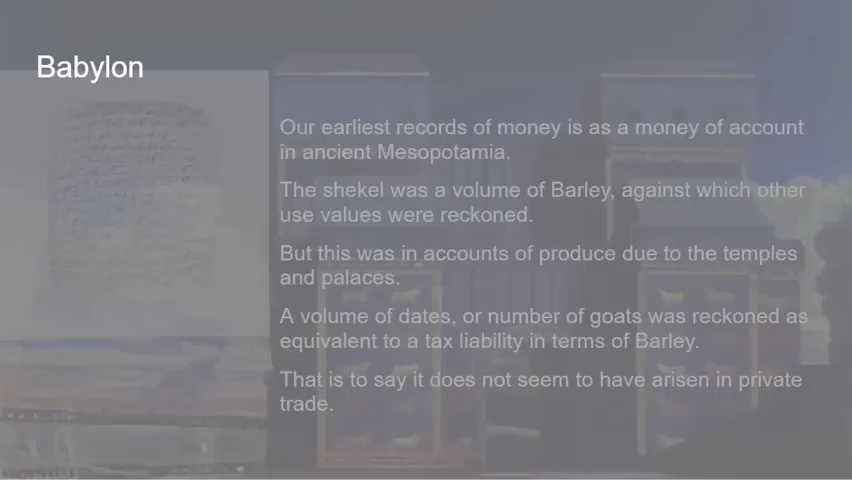 Babylon
Our earliest records of money is as a money of account
in ancient Mesopotamia.
The shekel was a volume of Barley, against which other
use values were reckoned.
But this was in accounts of produce due to the temples
and palaces.
A volume of dates, or number of goats was reckoned as
equivalent to a tax liability in terms of Barley.
That is to say it does not seem to have arisen in private
trade.